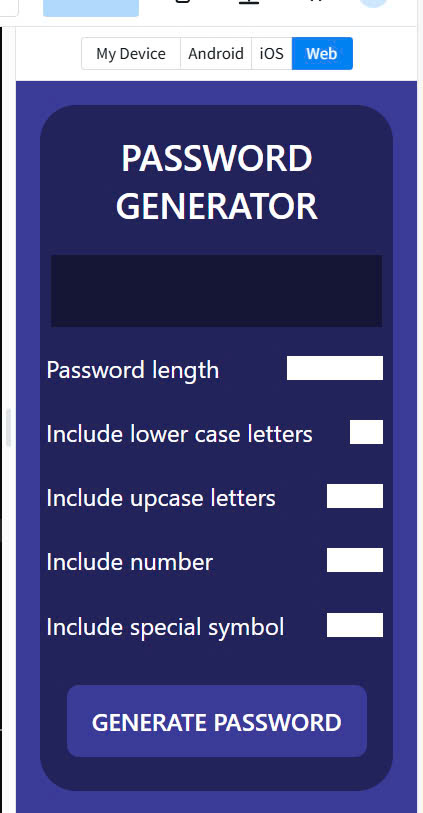 My Device Android iOS Web
PASSWORD
GENERATOR
Password length
Include lower case letters
Include upcase letters
Include number
Include special symbol
GENERATE PASSWORD